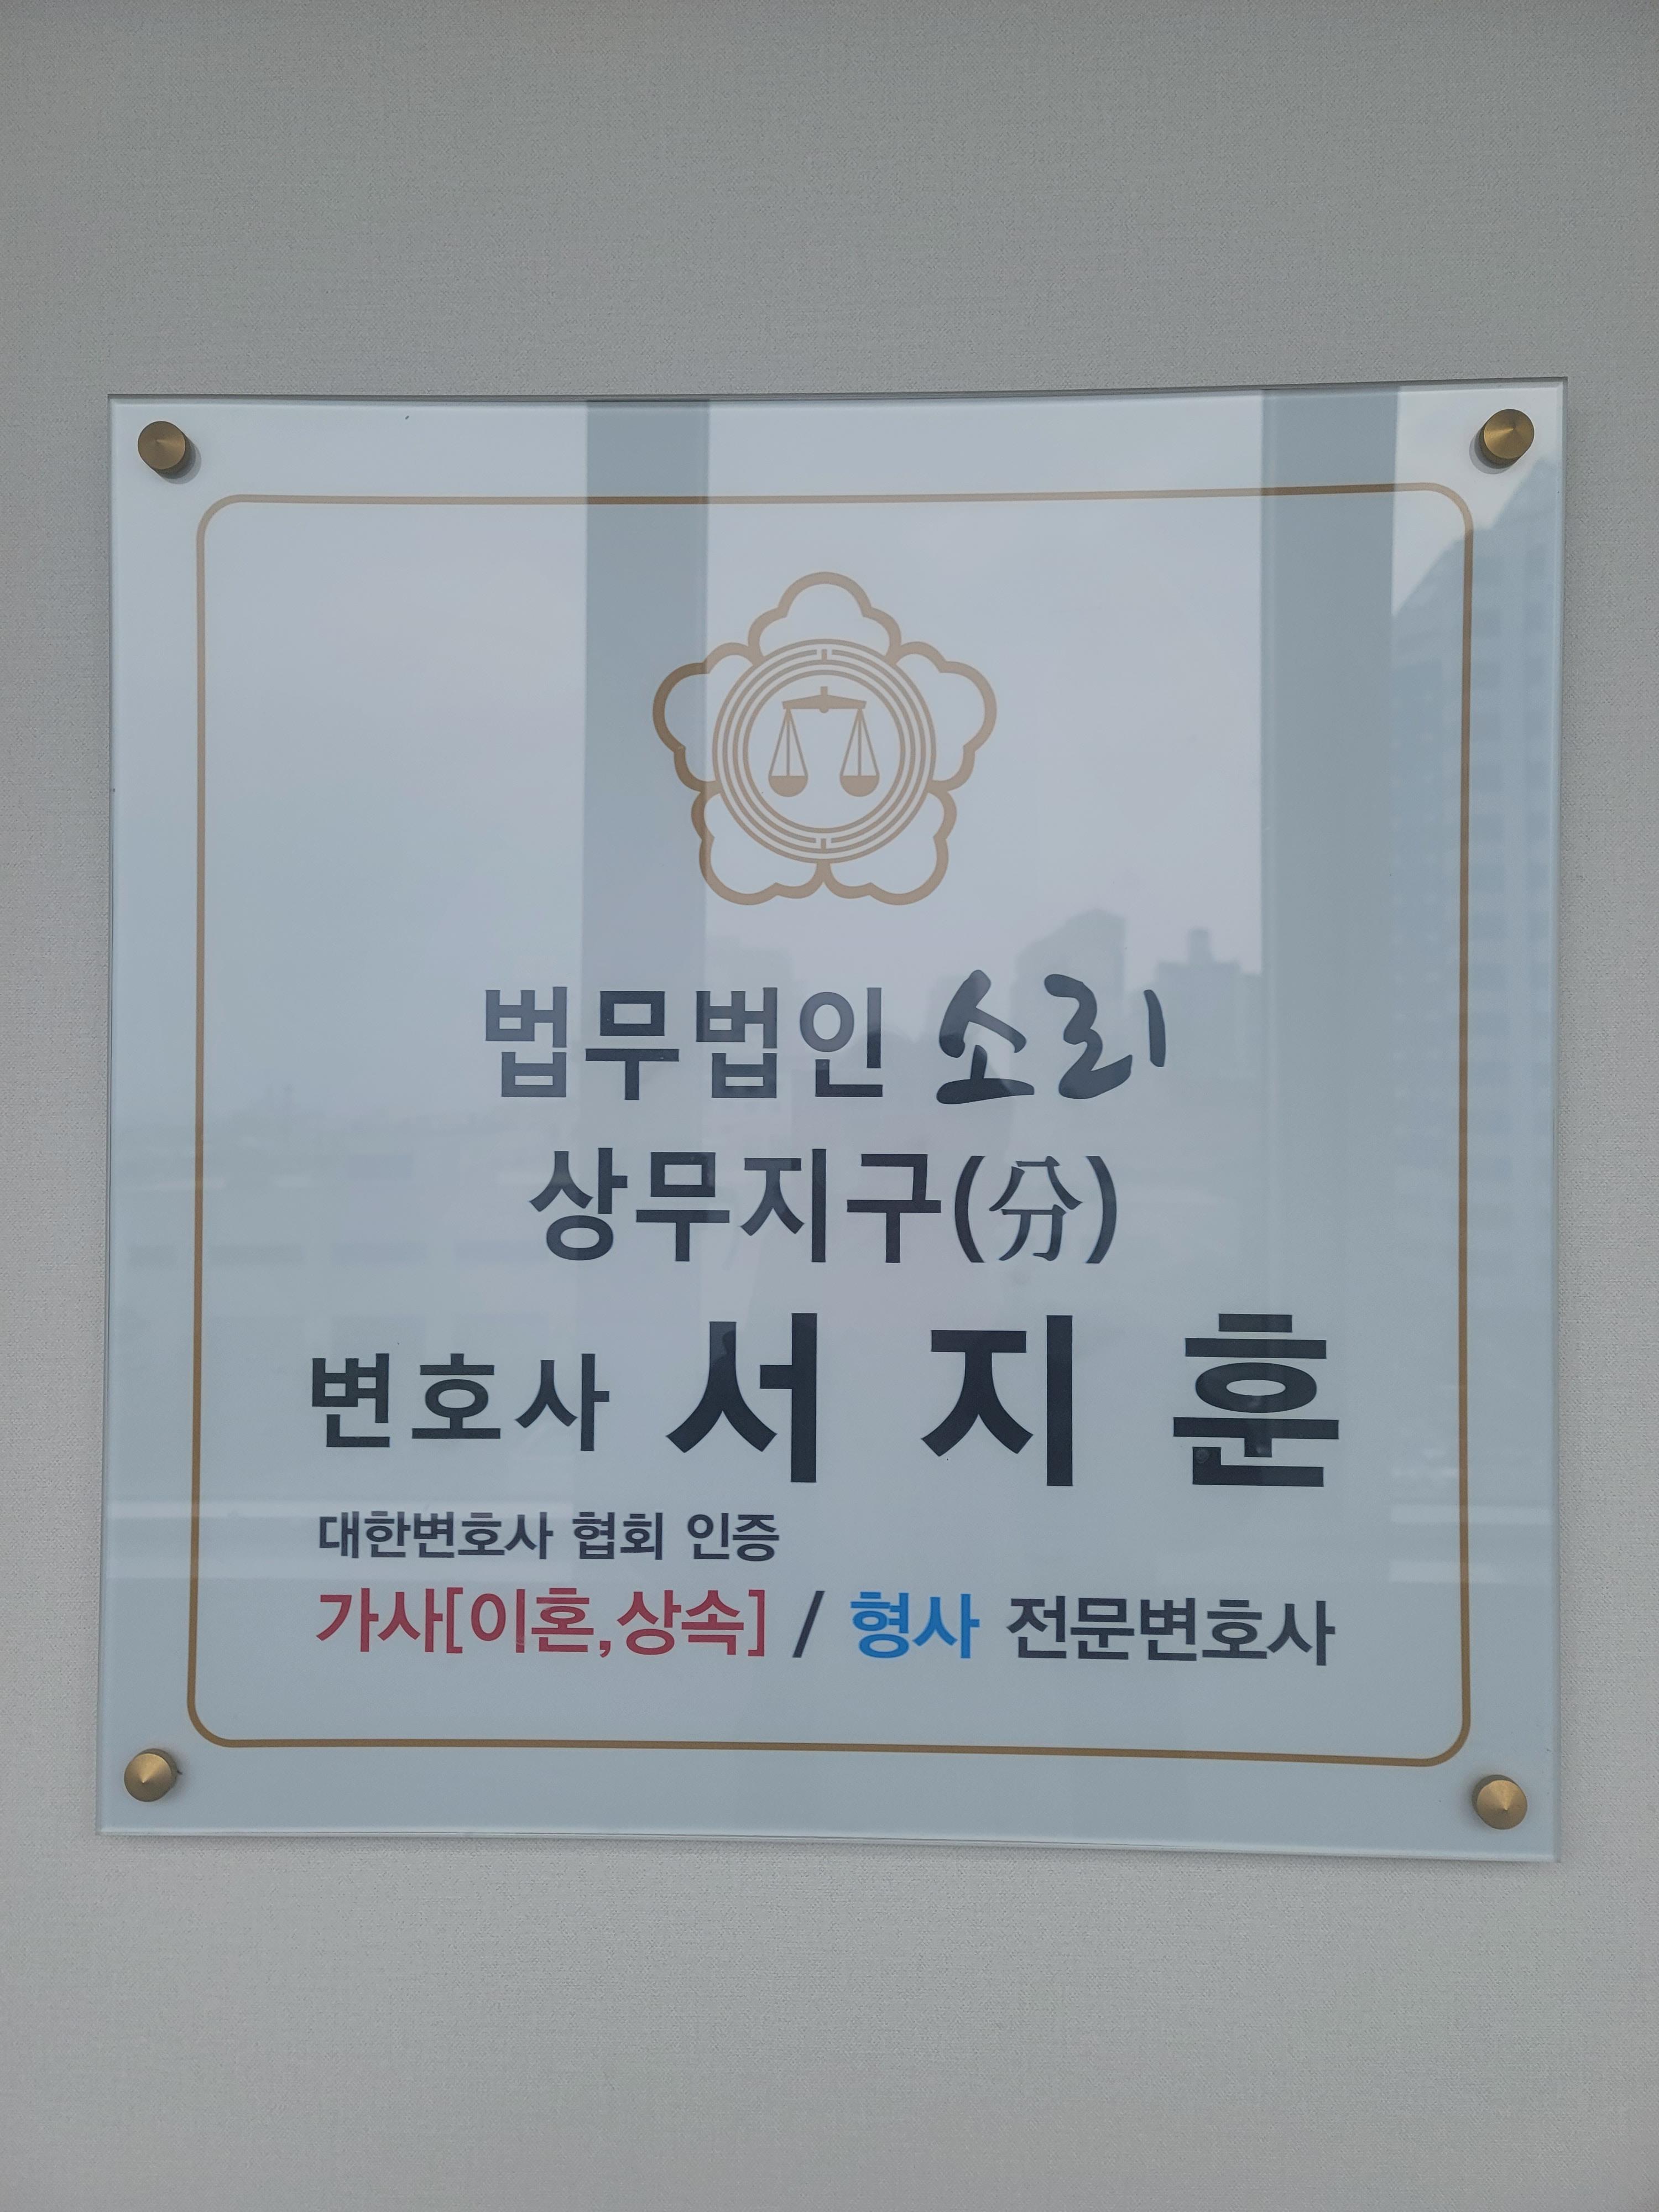 법무법인 소리
상무지구(分)
변호사 서 지 훈
대한변호사 협회 인증
가사[이혼,상속] / 형사 전문변호사